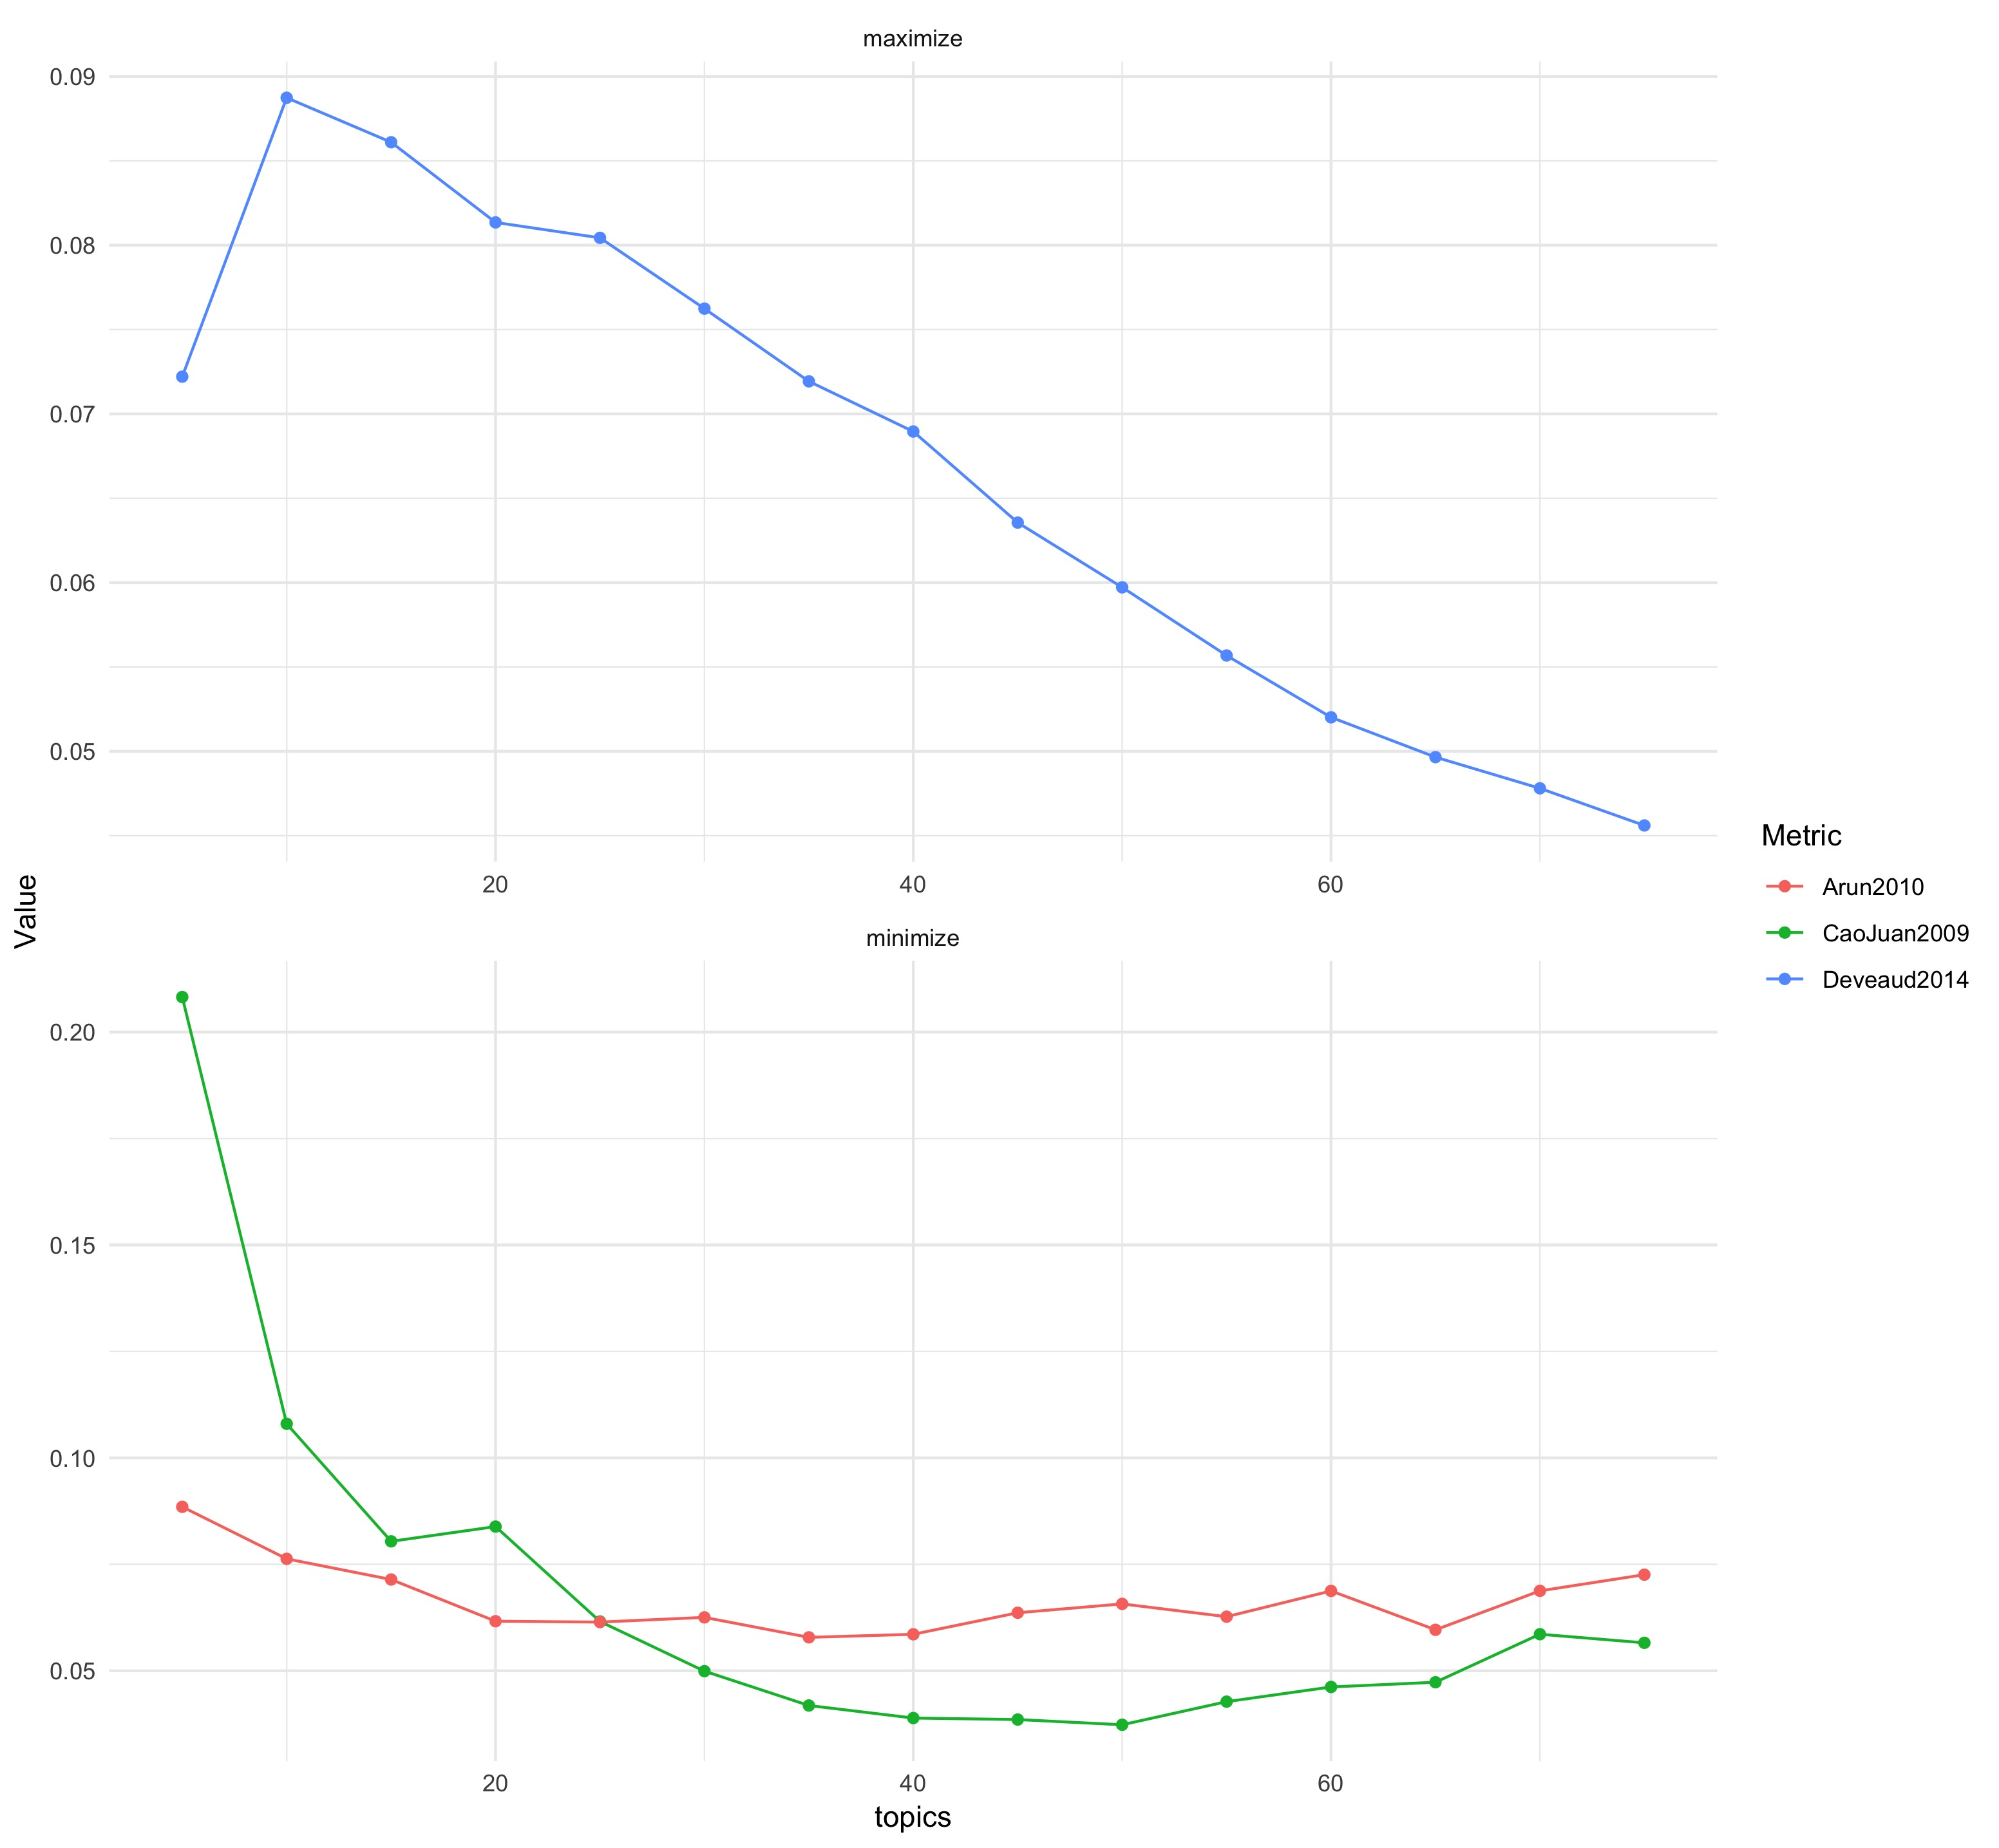 maximize
0.09
0.08
0.07
0.06
0.05
20 40 60
Value
minimize
0.20
0.15
0.10
0.05
20 40 60
topics
Metric
Arun2010
CaoJuan2009
Deveaud2014